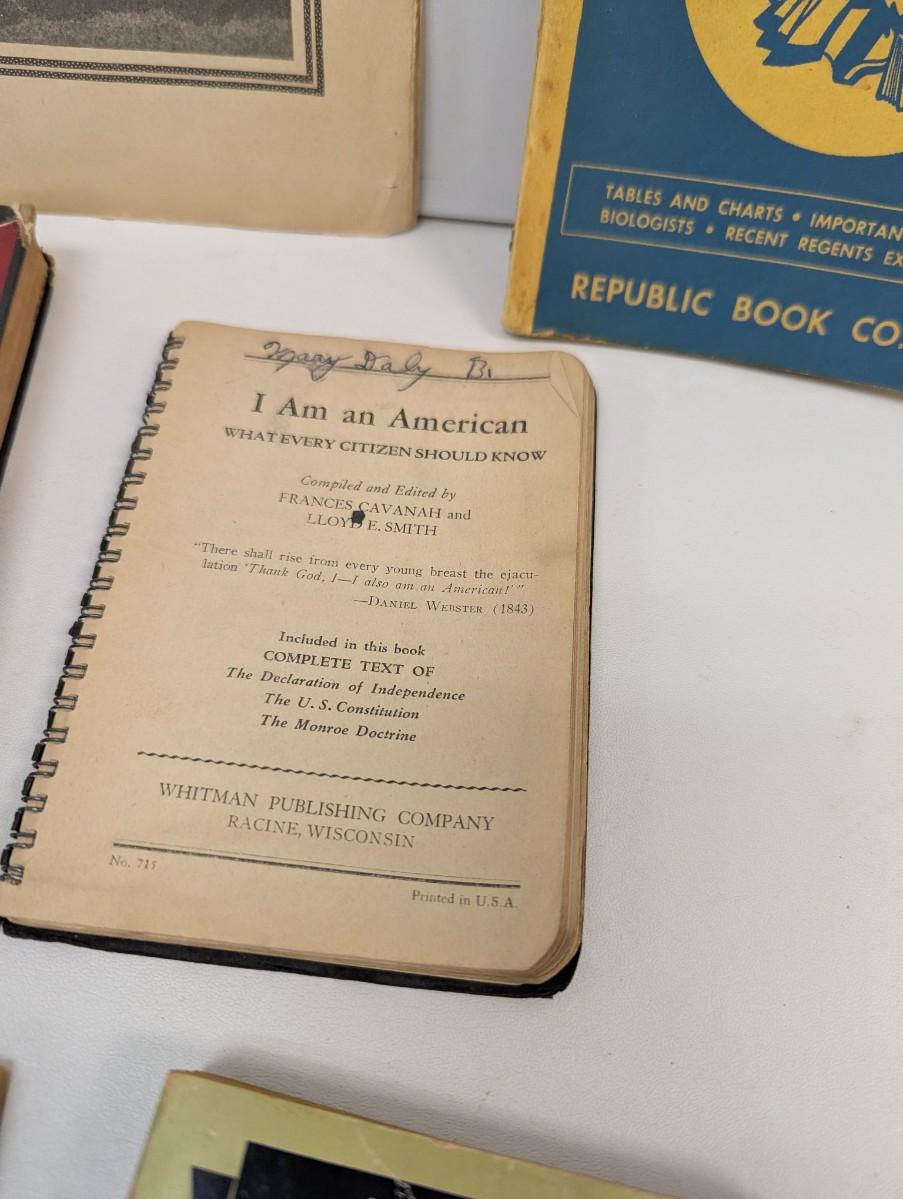 TABLES AND CHARTS • IMPORTAN
BIOLOGISTS • RECENT REGENTS EX
REPUBLIC BOOK CO.
Mary Daly B1
I Am an American
WHAT EVERY CITIZEN SHOULD KNOW
Compiled and Edited by
FRANCES CAVANAH and
LLOYD E. SMITH
"There shall rise from every young breast the ejacu-
lation 'Thank God, I—I also am an American!' "
—DANIEL WEBSTER (1843)
Included in this book
COMPLETE TEXT OF
The Declaration of Independence
The U. S. Constitution
The Monroe Doctrine
WHITMAN PUBLISHING COMPANY
RACINE, WISCONSIN
No. 715
Printed in U.S.A.